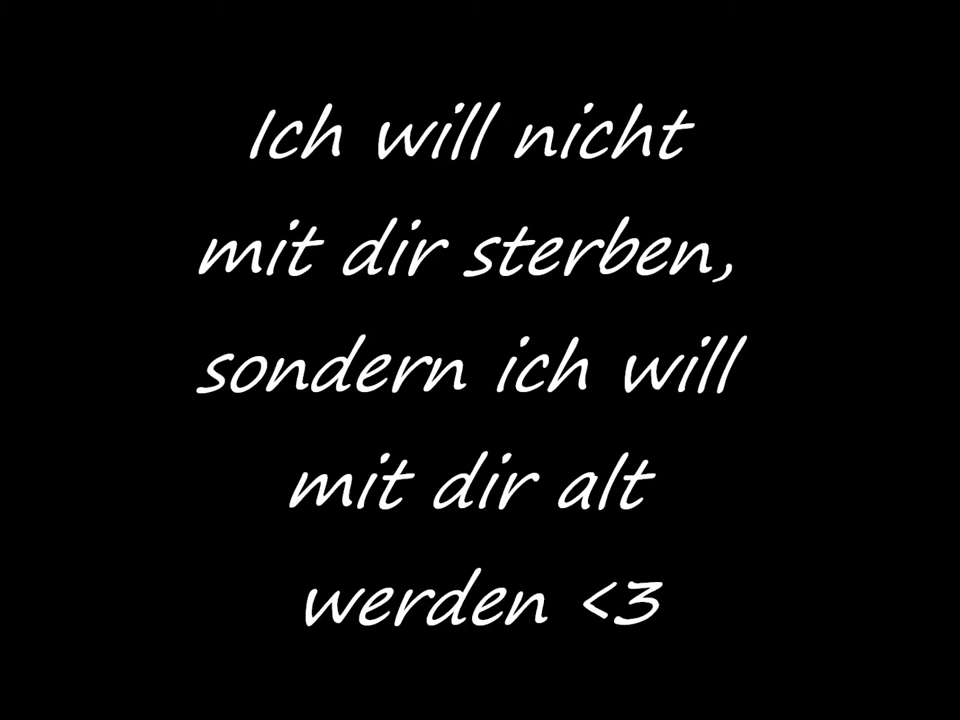 Ich will nicht
mit dir sterben,
sondern ich will
mit dir alt
werden <3